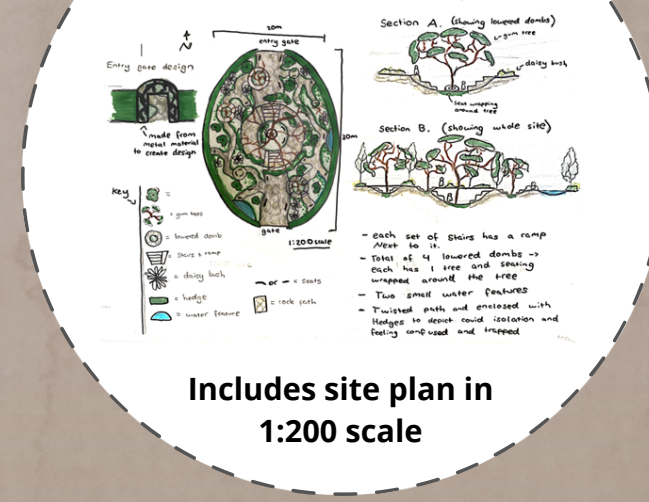 20m
entry gate
N
Entry gate design
made from
metal material
to create design
30m
gate
1:200 scale
Section A. (showing lowered dombs)
gum tree
daisy bush
seat wrapping
around tree
Section B. (showing whole site)
Key
=
= gum trees
= lowered domb
= stairs + ramp
= daisy bush
= hedge
= water feature
or = seats
= rock path
- each set of stairs has a ramp
Next to it.
- Total of 4 lowered dombs ->
each has 1 tree and seating
wrapped around the tree
- Two small water features
- Twisted path and enclosed with
Hedges to depict covid isolation and
feeling confused and trapped
Includes site plan in
1:200 scale